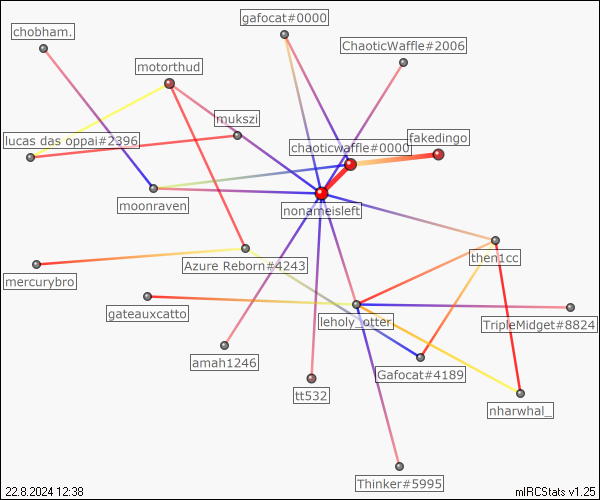 gafocat#0000
chobham.
ChaoticWaffle#2006
motorthud
mukszi
fakedingo
lucas das oppai#2396
chaoticwaffle#0000
moonraven
nonameisleft
then1cc
Azure Reborn#4243
mercurybro
gateauxcatto
leholy_otter
TripleMidget#8824
amah1246
Gafocat#4189
tt532
nharwhal_
Thinker#5995
22.8.2024 12:38
mIRCStats v1.25